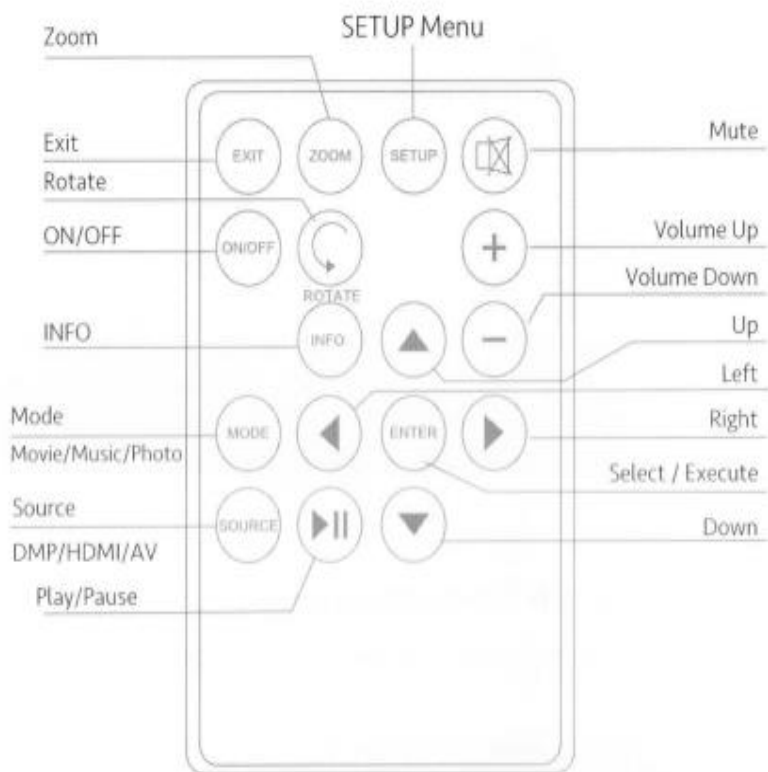 SETUP Menu
Zoom
Exit
Rotate
ON/OFF
INFO
Mode
Movie/Music/Photo
Source
DMP/HDMI/AV
Play/Pause
EXIT
ZOOM
SETUP
ON/OFF
ROTATE
INFO
MODE
ENTER
SOURCE
Mute
Volume Up
Volume Down
Up
Left
Right
Select / Execute
Down